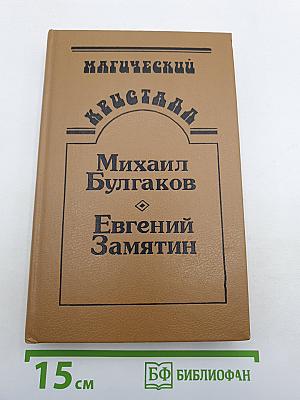 МАГИЧЕСКИЙ
КРИСТАЛЛ
Михаил
Булгаков
Евгений
Замятин
15 см
БФ БИБЛИОФАН